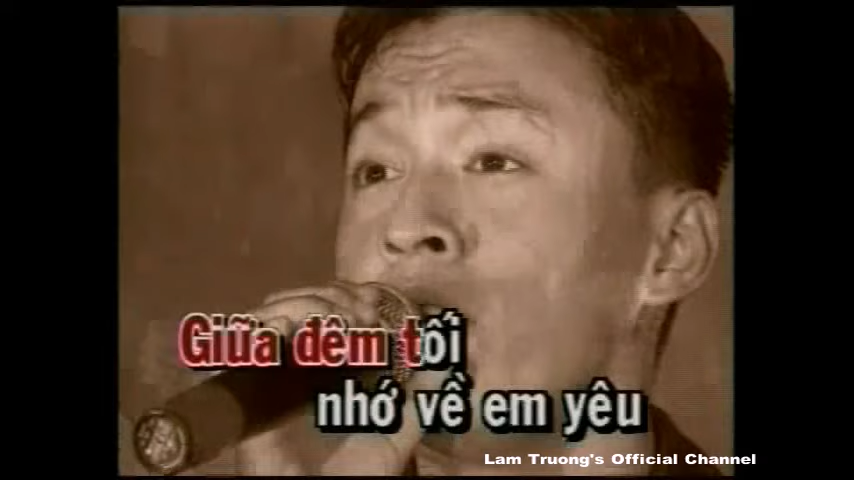 Giữa đêm tối
nhớ về em yêu
Lam Truong's Official Channel